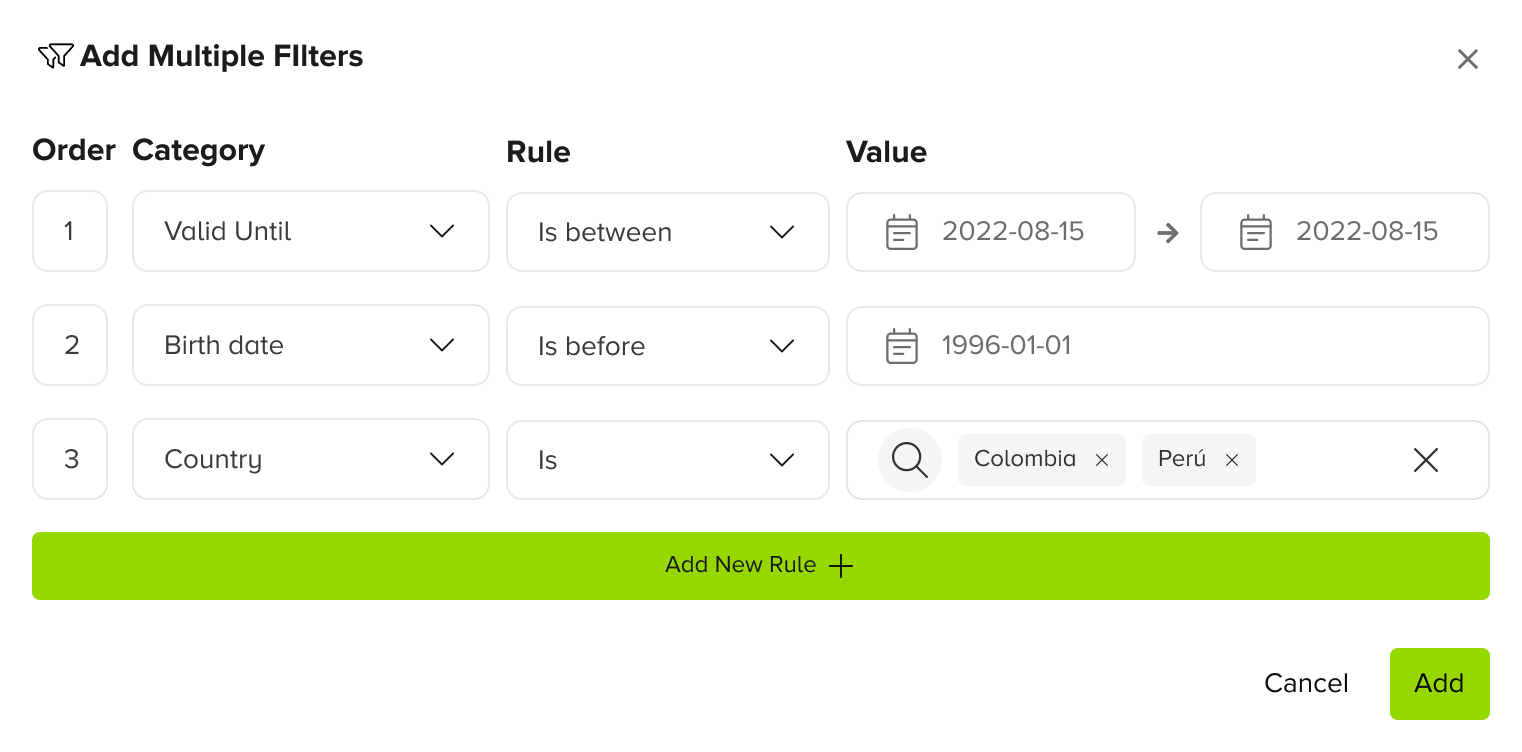 Add Multiple FIlters
Order Category Rule Value
1 Valid Until Is between 2022-08-15 2022-08-15
2 Birth date Is before 1996-01-01
3 Country Is Colombia Perú
Add New Rule
Cancel Add